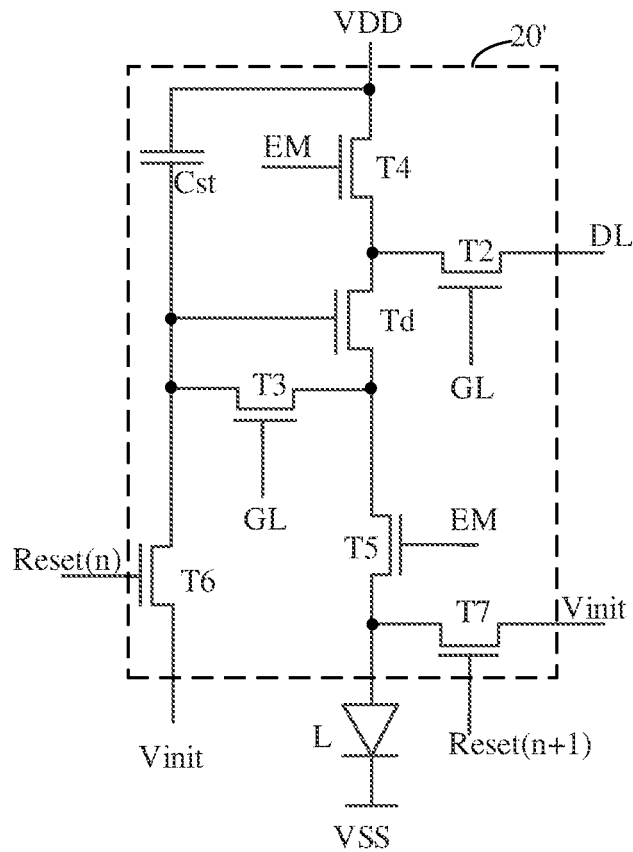 VDD
20'
EM
T4
Cst
T2
DL
Td
GL
T3
GL
EM
T5
Reset(n)
T6
T7
Vinit
L
Reset(n+1)
Vinit
VSS